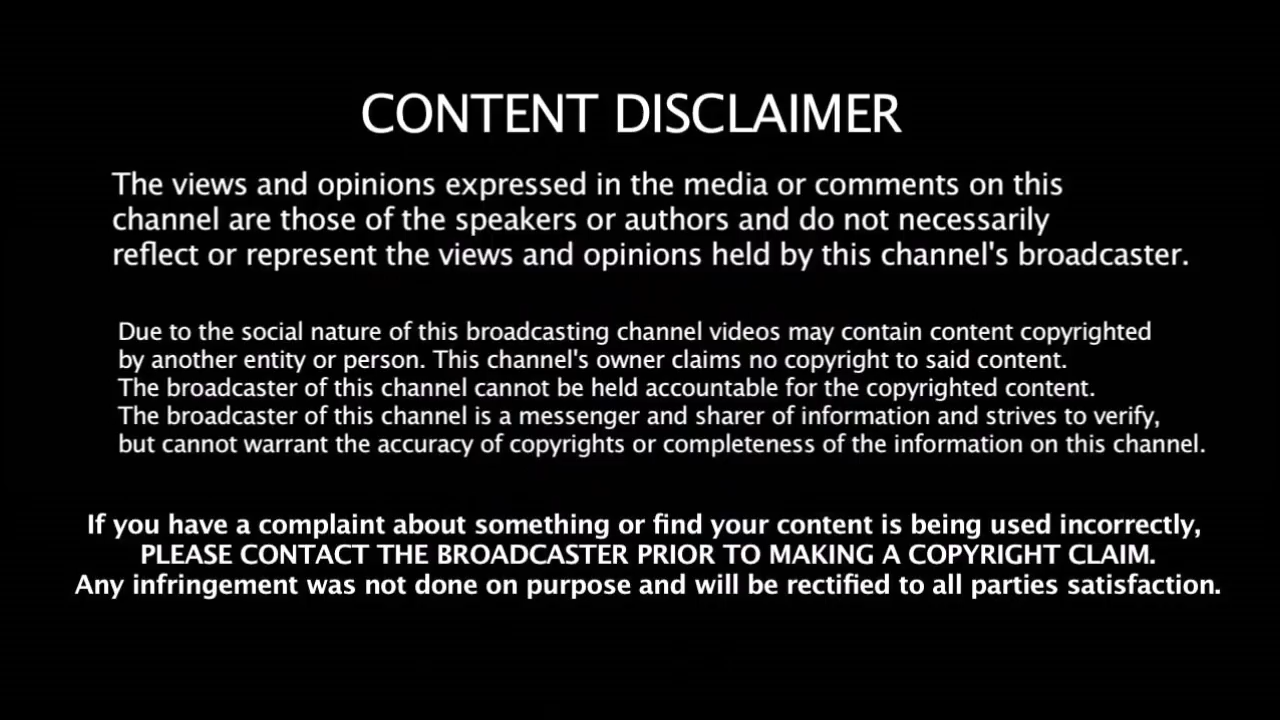 CONTENT DISCLAIMER
The views and opinions expressed in the media or comments on this
channel are those of the speakers or authors and do not necessarily
reflect or represent the views and opinions held by this channel's broadcaster.
Due to the social nature of this broadcasting channel videos may contain content copyrighted
by another entity or person. This channel's owner claims no copyright to said content.
The broadcaster of this channel cannot be held accountable for the copyrighted content.
The broadcaster of this channel is a messenger and sharer of information and strives to verify,
but cannot warrant the accuracy of copyrights or completeness of the information on this channel.
If you have a complaint about something or find your content is being used incorrectly,
PLEASE CONTACT THE BROADCASTER PRIOR TO MAKING A COPYRIGHT CLAIM.
Any infringement was not done on purpose and will be rectified to all parties satisfaction.